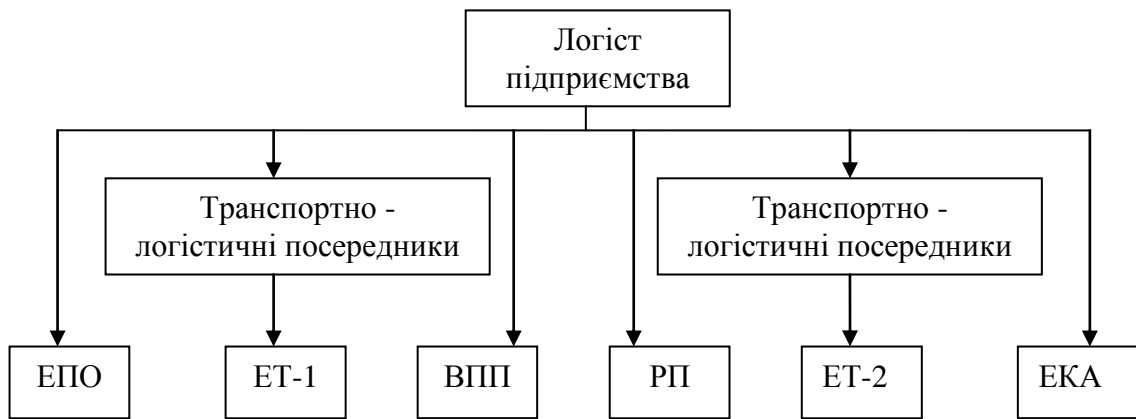 Логіст
підприємства
Транспортно -
логістичні посередники
Транспортно -
логістичні посередники
ЕПО
ЕТ-1
ВПП
РП
ЕТ-2
ЕКА